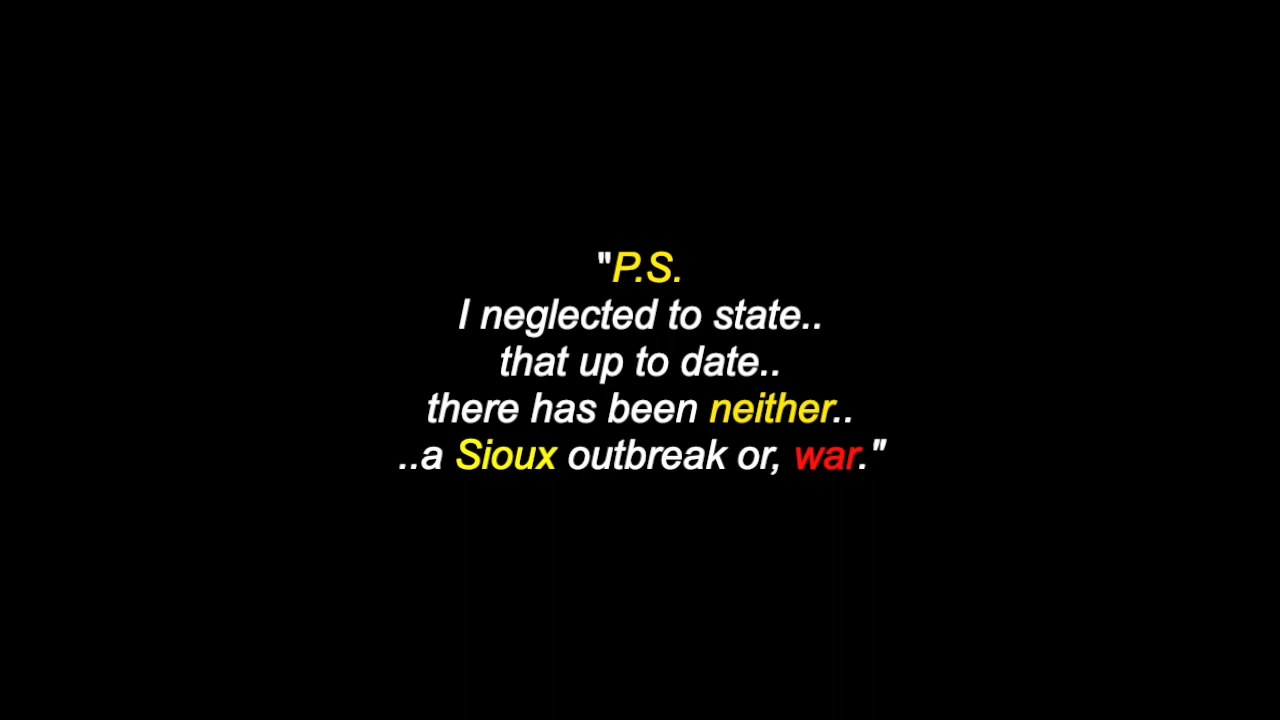 "P.S.
I neglected to state..
that up to date..
there has been neither..
..a Sioux outbreak or, war."